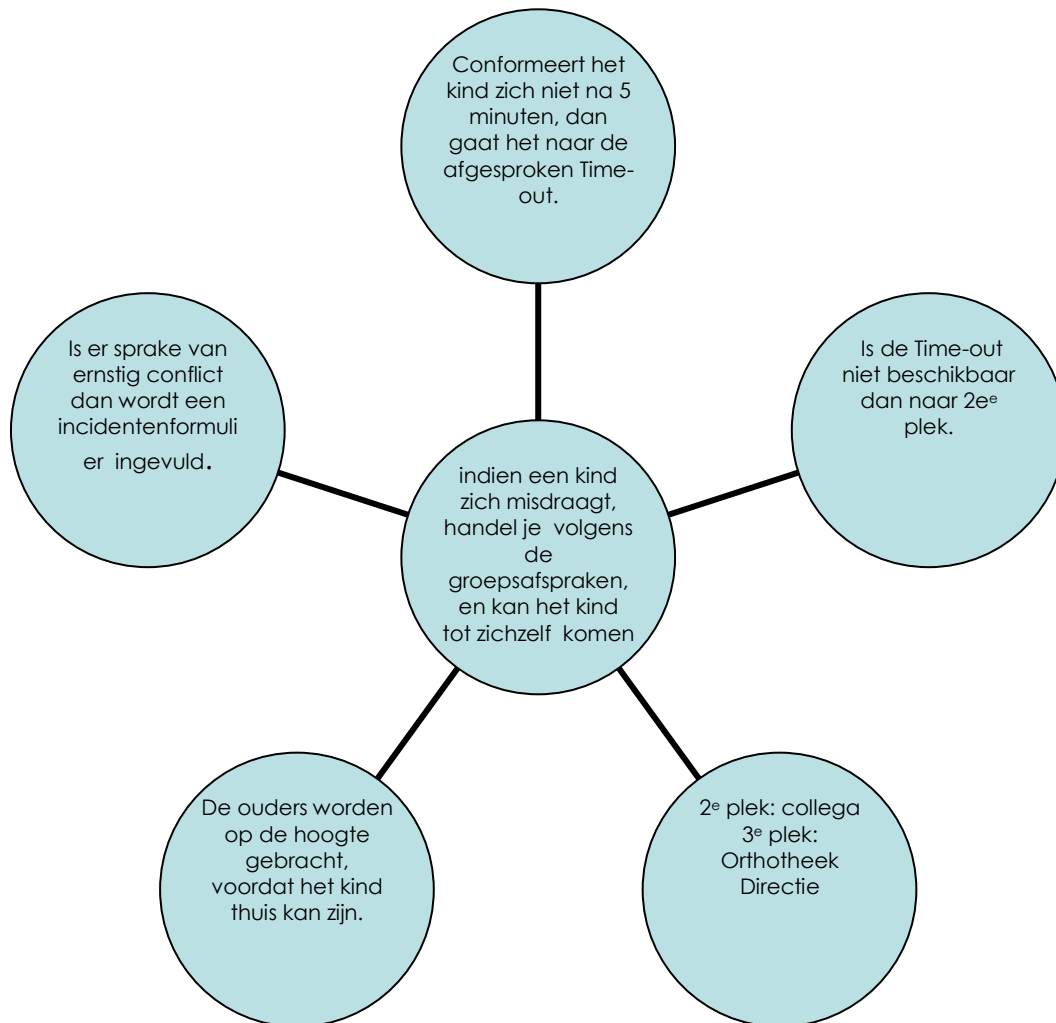 Conformeert het
kind zich niet na 5
minuten, dan
gaat het naar de
afgesproken Time-
out.
Is er sprake van
ernstig conflict
dan wordt een
incidentenformuli
er ingevuld.
Is de Time-out
niet beschikbaar
dan naar 2eᵉ
plek.
indien een kind
zich misdraagt,
handel je volgens
de
groepsafspraken,
en kan het kind
tot zichzelf komen
De ouders worden
op de hoogte
gebracht,
voordat het kind
thuis kan zijn.
2ᵉ plek: collega
3ᵉ plek:
Orthotheek
Directie